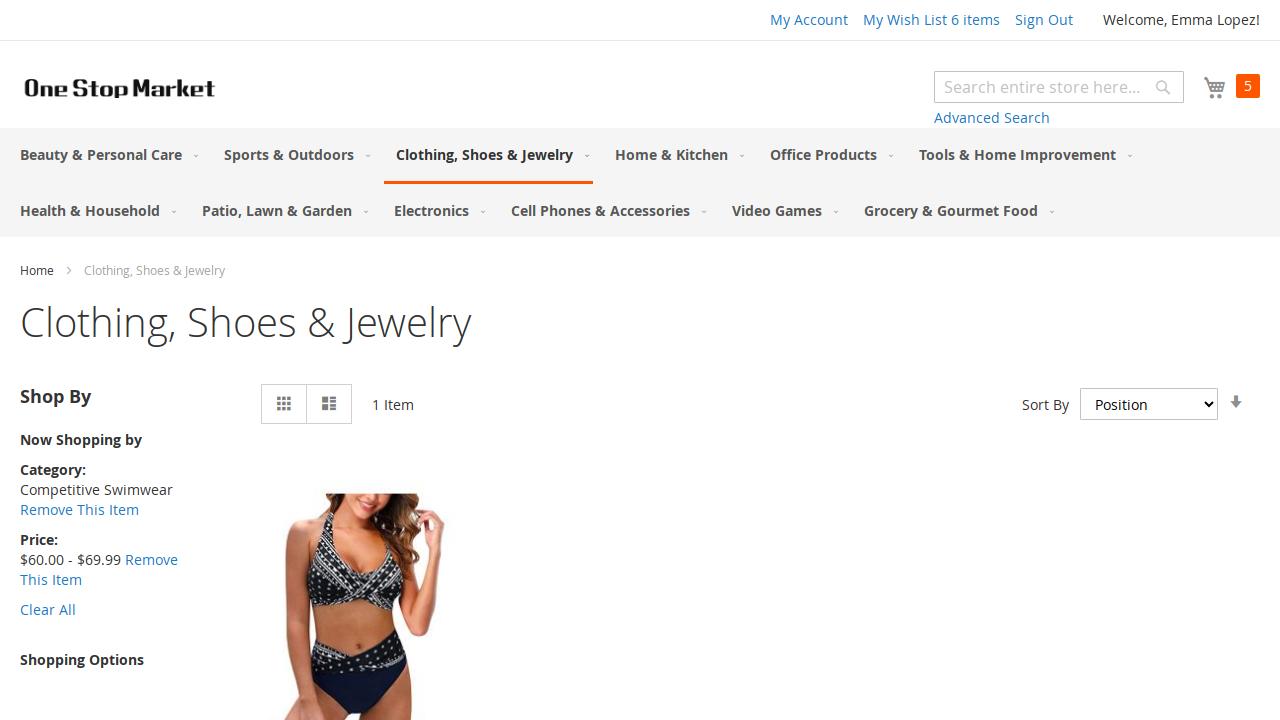 My Account My Wish List 6 items Sign Out Welcome, Emma Lopez!
One Stop Market
Search entire store here...
5
Advanced Search
Beauty & Personal Care Sports & Outdoors Clothing, Shoes & Jewelry Home & Kitchen Office Products Tools & Home Improvement
Health & Household Patio, Lawn & Garden Electronics Cell Phones & Accessories Video Games Grocery & Gourmet Food
Home Clothing, Shoes & Jewelry
Clothing, Shoes & Jewelry
Shop By
1 Item
Sort By Position
Now Shopping by
Category:
Competitive Swimwear
Remove This Item
Price:
$60.00 - $69.99 Remove
This Item
Clear All
Shopping Options